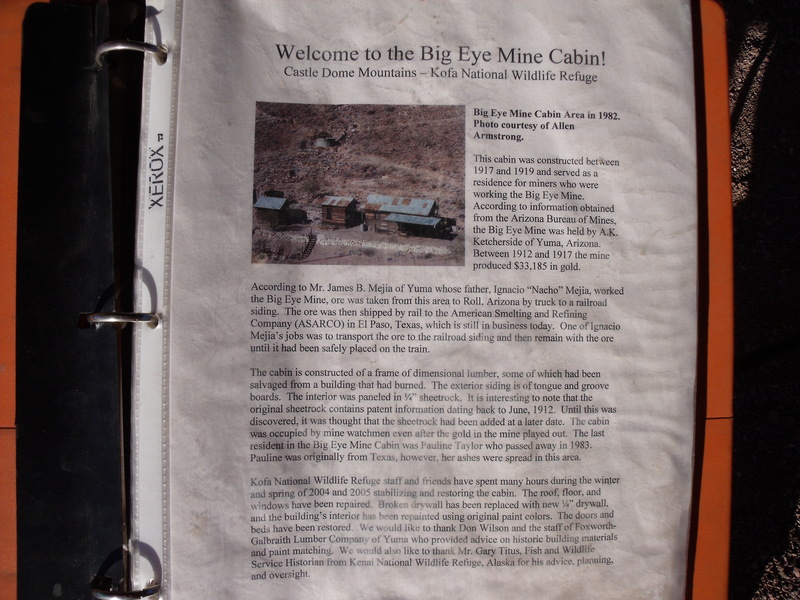 Welcome to the Big Eye Mine Cabin!
Castle Dome Mountains – Kofa National Wildlife Refuge
Big Eye Mine Cabin Area in 1982.
Photo courtesy of Allen
Armstrong.
This cabin was constructed between
1917 and 1919 and served as a
residence for miners who were
working the Big Eye Mine.
According to information obtained
from the Arizona Bureau of Mines,
the Big Eye Mine was held by A.K.
Ketcherside of Yuma, Arizona.
Between 1912 and 1917 the mine
produced $33,185 in gold.
According to Mr. James B. Mejia of Yuma whose father, Ignacio “Nacho” Mejia, worked
the Big Eye Mine, ore was taken from this area to Roll, Arizona by truck to a railroad
siding. The ore was then shipped by rail to the American Smelting and Refining
Company (ASARCO) in El Paso, Texas, which is still in business today. One of Ignacio
Mejia’s jobs was to transport the ore to the railroad siding and then remain with the ore
until it had been safely placed on the train.
The cabin is constructed of a frame of dimensional lumber, some of which had been
salvaged from a building that had burned. The exterior siding is of tongue and groove
boards. The interior was paneled in ¼” sheetrock. It is interesting to note that the
original sheetrock contains patent information dating back to June, 1912. Until this was
discovered, it was thought that the sheetrock had been added at a later date. The cabin
was occupied by mine watchmen even after the gold in the mine played out. The last
resident in the Big Eye Mine Cabin was Pauline Taylor who passed away in 1983.
Pauline was originally from Texas, however, her ashes were spread in this area.
Kofa National Wildlife Refuge staff and friends have spent many hours during the winter
and spring of 2004 and 2005 stabilizing and restoring the cabin. The roof, floor, and
windows have been repaired. Broken drywall has been replaced with new ¼” drywall,
and the building’s interior has been repainted using original paint colors. The doors and
beds have been restored. We would like to thank Don Wilson and the staff of Foxworth-
Galbraith Lumber Company of Yuma who provided advice on historic building materials
and paint matching. We would also like to thank Mr. Gary Titus, Fish and Wildlife
Service Historian from Kenai National Wildlife Refuge, Alaska for his advice, planning,
and oversight.
XEROX